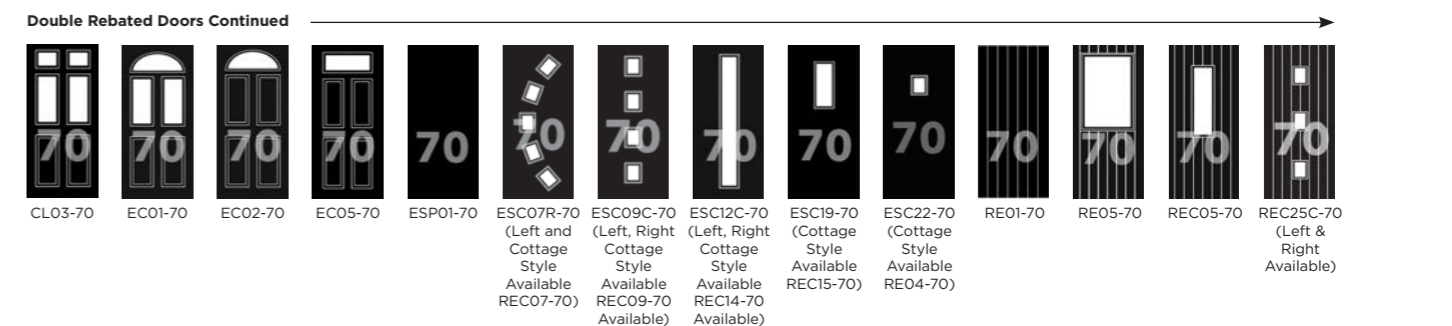 Double Rebated Doors Continued
70 70 70 70 70 70 70 70 70 70 70 70 70 70
CL03-70
EC01-70
EC02-70
EC05-70
ESP01-70
ESC07R-70
(Left and
Cottage
Style
Available
REC07-70)
ESC09C-70
(Left, Right
Cottage
Style
Available
REC09-70
Available)
ESC12C-70
(Left, Right
Cottage
Style
Available
REC14-70
Available)
ESC19-70
(Cottage
Style
Available
REC15-70)
ESC22-70
(Cottage
Style
Available
RE04-70)
RE01-70
RE05-70
REC05-70
REC25C-70
(Left &
Right
Available)